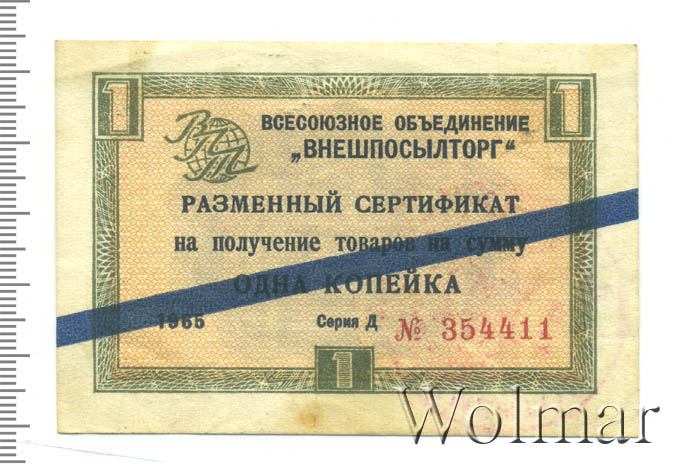 1 1
ВПТ
ВСЕСОЮЗНОЕ ОБЪЕДИНЕНИЕ
„ВНЕШПОСЫЛТОРГ“
РАЗМЕННЫЙ СЕРТИФИКАТ
на получение товаров на сумму
ОДНА КОПЕЙКА
1965 Серия Д № 354411
1
Wolmar